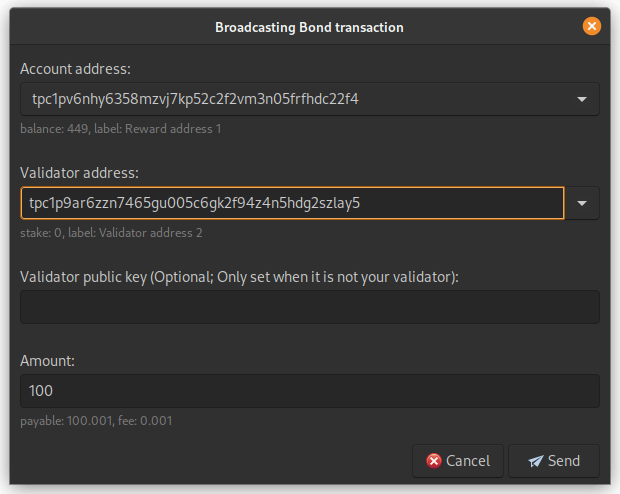 Broadcasting Bond transaction
Account address:
tpc1pv6nhy6358mzvj7kp52c2f2vm3n05frfhdc22f4
balance: 449, label: Reward address 1
Validator address:
tpc1p9ar6zzn7465gu005c6gk2f94z4n5hdg2szlay5
stake: 0, label: Validator address 2
Validator public key (Optional; Only set when it is not your validator):
Amount:
100
payable: 100.001, fee: 0.001
Cancel
Send